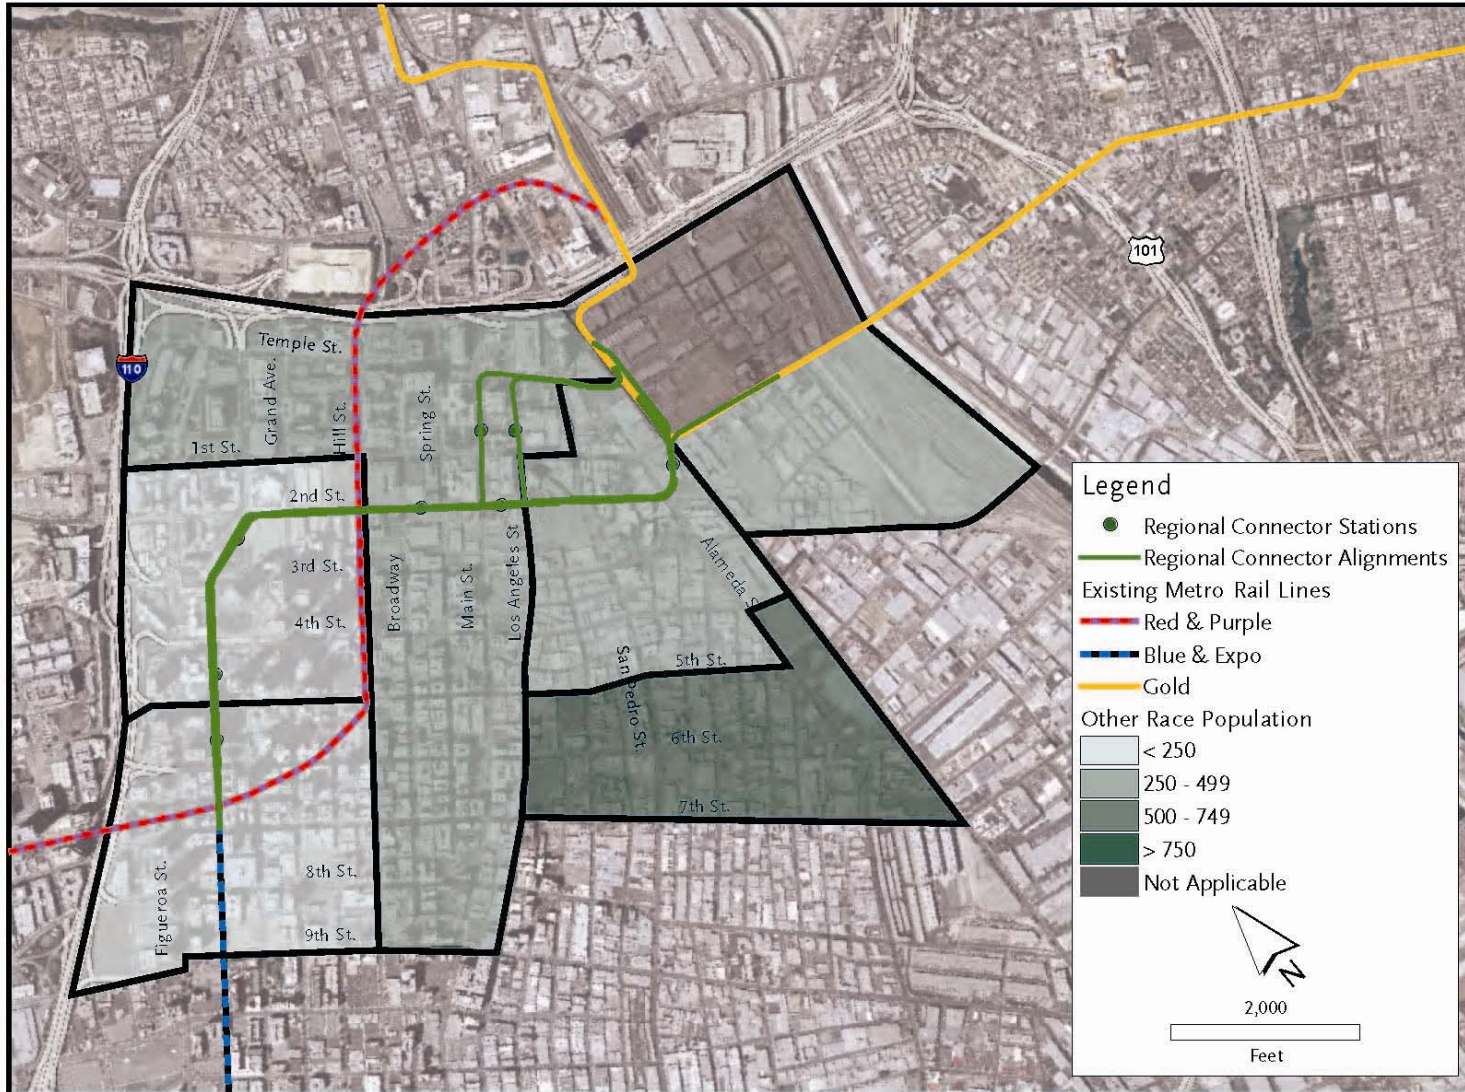 101
110
Temple St.
Grand Ave.
Hill St.
Spring St.
1st St.
2nd St.
3rd St.
4th St.
Broadway
Main St.
Los Angeles St
Alameda S
5th St.
San Pedro St.
6th St.
7th St.
8th St.
9th St.
Figueroa St.
Legend
Regional Connector Stations
Regional Connector Alignments
Existing Metro Rail Lines
Red & Purple
Blue & Expo
Gold
Other Race Population
< 250
250 - 499
500 - 749
> 750
Not Applicable
N
2,000
Feet